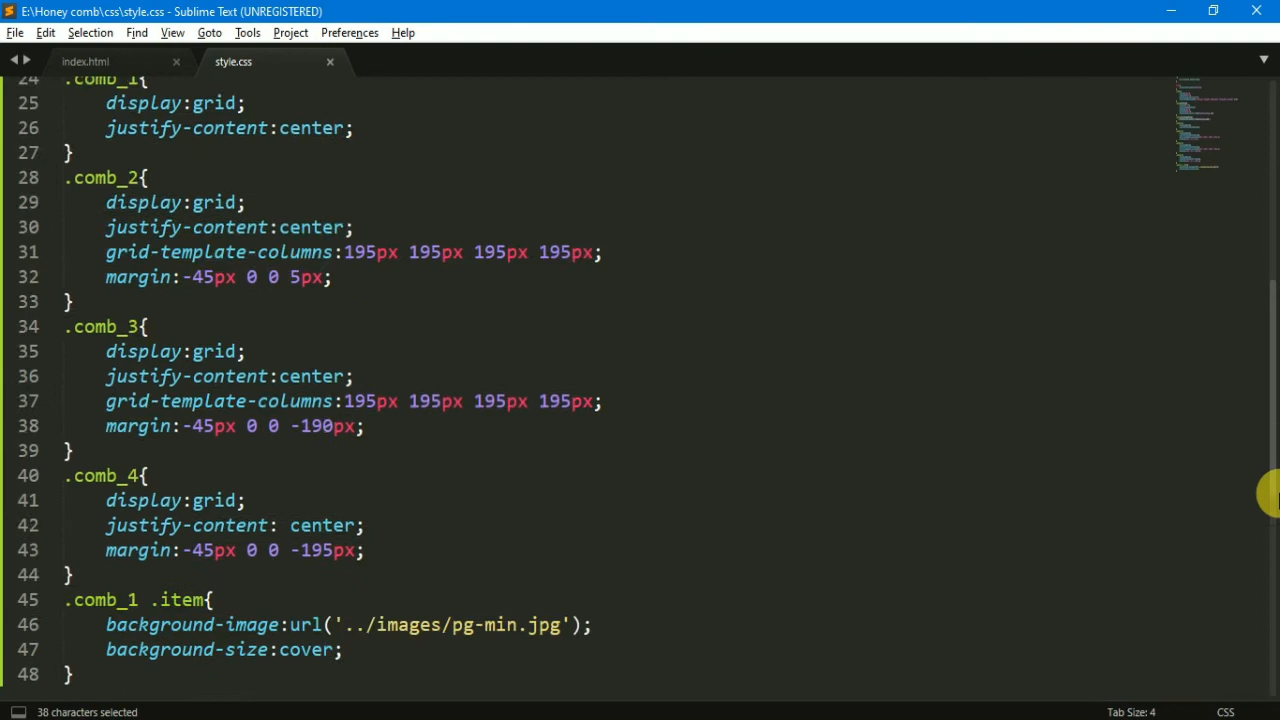 E:\Honey comb\css\style.css - Sublime Text (UNREGISTERED)
File Edit Selection Find View Goto Tools Project Preferences Help
index.html style.css
24 .comb_1{
25 display:grid;
26 justify-content:center;
27 }
28 .comb_2{
29 display:grid;
30 justify-content:center;
31 grid-template-columns:195px 195px 195px 195px;
32 margin:-45px 0 0 5px;
33 }
34 .comb_3{
35 display:grid;
36 justify-content:center;
37 grid-template-columns:195px 195px 195px 195px;
38 margin:-45px 0 0 -190px;
39 }
40 .comb_4{
41 display:grid;
42 justify-content: center;
43 margin:-45px 0 0 -195px;
44 }
45 .comb_1 .item{
46 background-image:url('../images/pg-min.jpg');
47 background-size:cover;
48 }
38 characters selected Tab Size: 4 CSS